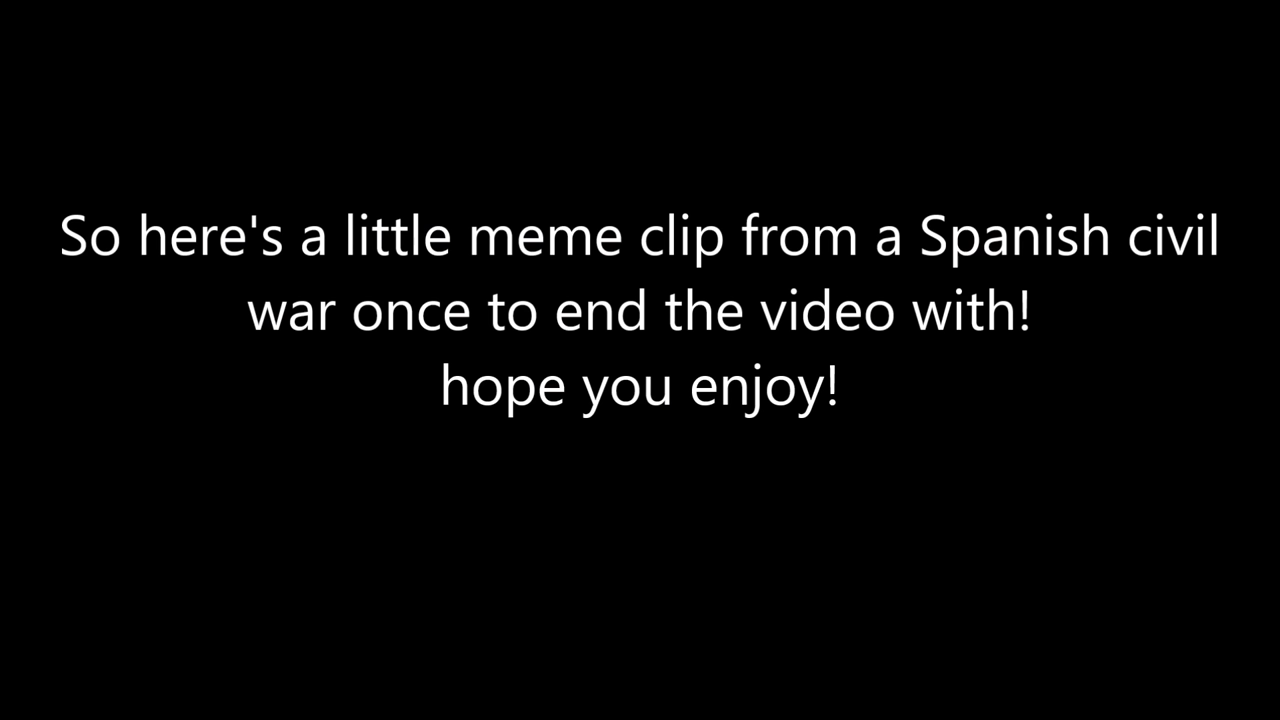 So here's a little meme clip from a Spanish civil
war once to end the video with!
hope you enjoy!